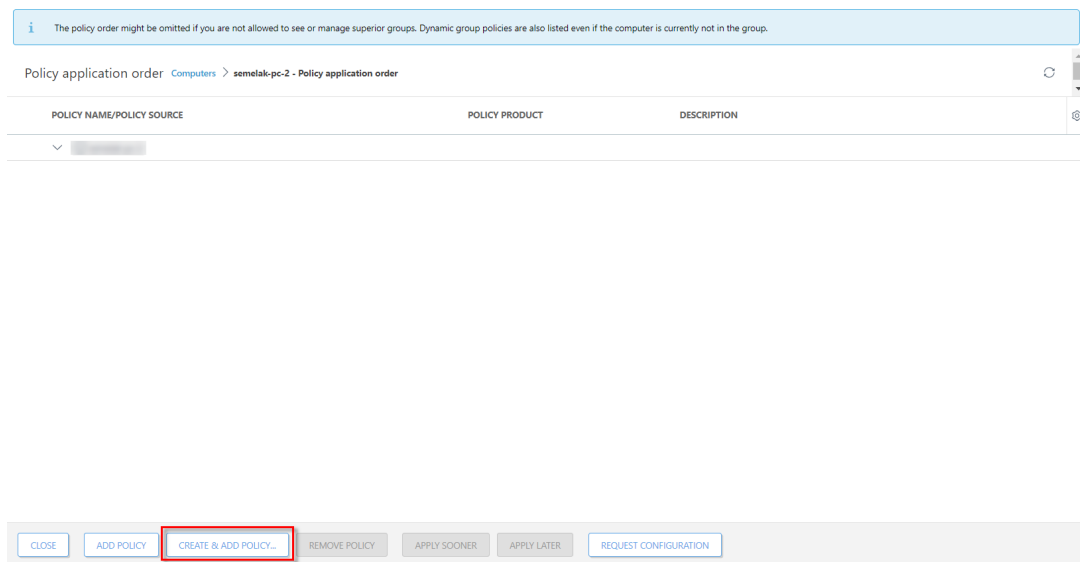 i The policy order might be omitted if you are not allowed to see or manage superior groups. Dynamic group policies are also listed even if the computer is currently not in the group.
Policy application order Computers > semelak-pc-2 - Policy application order
POLICY NAME/POLICY SOURCE POLICY PRODUCT DESCRIPTION
CLOSE ADD POLICY CREATE & ADD POLICY... REMOVE POLICY APPLY SOONER APPLY LATER REQUEST CONFIGURATION